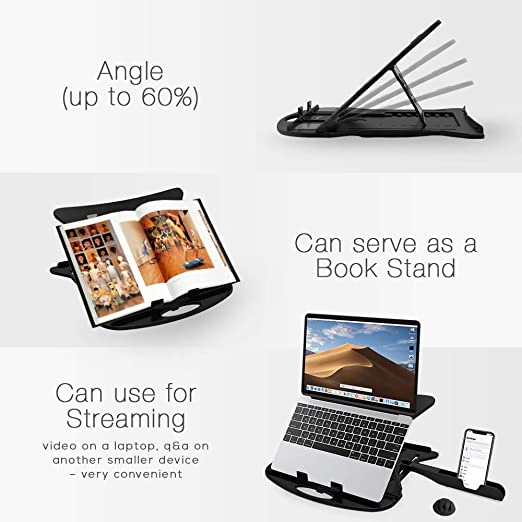 Angle
(up to 60%)
Can serve as a
Book Stand
Can use for
Streaming
video on a laptop, q&a on
another smaller device
– very convenient